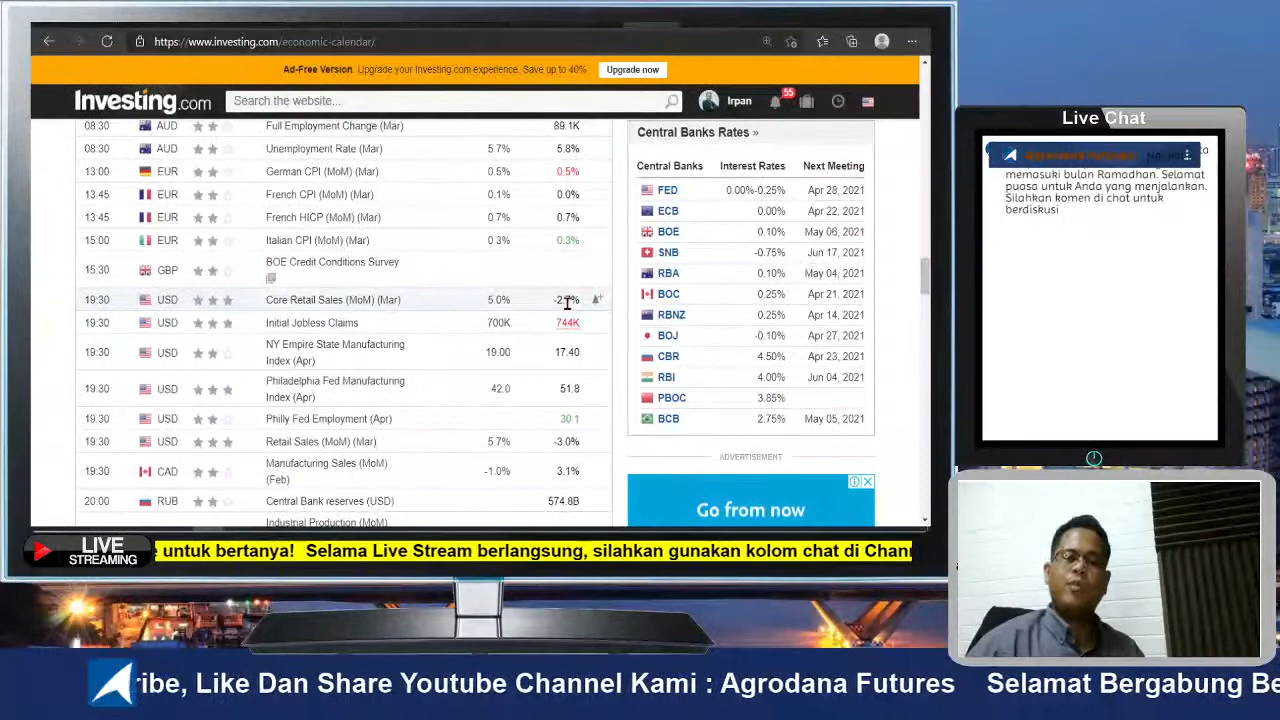 https://www.investing.com/economic-calendar/
Ad-Free Version. Upgrade your Investing.com experience. Save up to 40% Upgrade now
Investing.com Search the website... Irpan 55
08:30 AUD Full Employment Change (Mar) 89.1K
08:30 AUD Unemployment Rate (Mar) 5.7% 5.8%
13:00 EUR German CPI (MoM) (Mar) 0.5% 0.5%
13:45 EUR French CPI (MoM) (Mar) 0.1% 0.0%
13:45 EUR French HICP (MoM) (Mar) 0.7% 0.7%
15:00 EUR Italian CPI (MoM) (Mar) 0.3% 0.3%
15:30 GBP BOE Credit Conditions Survey
19:30 USD Core Retail Sales (MoM) (Mar) 5.0%
19:30 USD Initial Jobless Claims 700K 744K
19:30 USD NY Empire State Manufacturing Index (Apr) 19.00 17.40
19:30 USD Philadelphia Fed Manufacturing Index (Apr) 42.0 51.8
19:30 USD Philly Fed Employment (Apr) 30.1
19:30 USD Retail Sales (MoM) (Mar) 5.7% -3.0%
19:30 CAD Manufacturing Sales (MoM) (Feb) -1.0% 3.1%
20:00 RUB Central Bank reserves (USD) 574.8B
Industrial Production (MoM)
Central Banks Rates »
Central Banks Interest Rates Next Meeting
FED 0.00%-0.25% Apr 28, 2021
ECB 0.00% Apr 22, 2021
BOE 0.10% May 06, 2021
SNB -0.75% Jun 17, 2021
RBA 0.10% May 04, 2021
BOC 0.25% Apr 21, 2021
RBNZ 0.25% Apr 14, 2021
BOJ -0.10% Apr 27, 2021
CBR 4.50% Apr 23, 2021
RBI 4.00% Jun 04, 2021
PBOC 3.85%
BCB 2.75% May 05, 2021
ADVERTISEMENT
Go from now
Live Chat
memasuki bulan Ramadhan. Selamat
puasa untuk Anda yang menjalankan.
Silahkan komen di chat untuk
berdiskusi
LIVE
STREAMING
untuk bertanya! Selama Live Stream berlangsung, silahkan gunakan kolom chat di
ribe, Like Dan Share Youtube Channel Kami : Agrodana Futures Selamat Bergabung Be